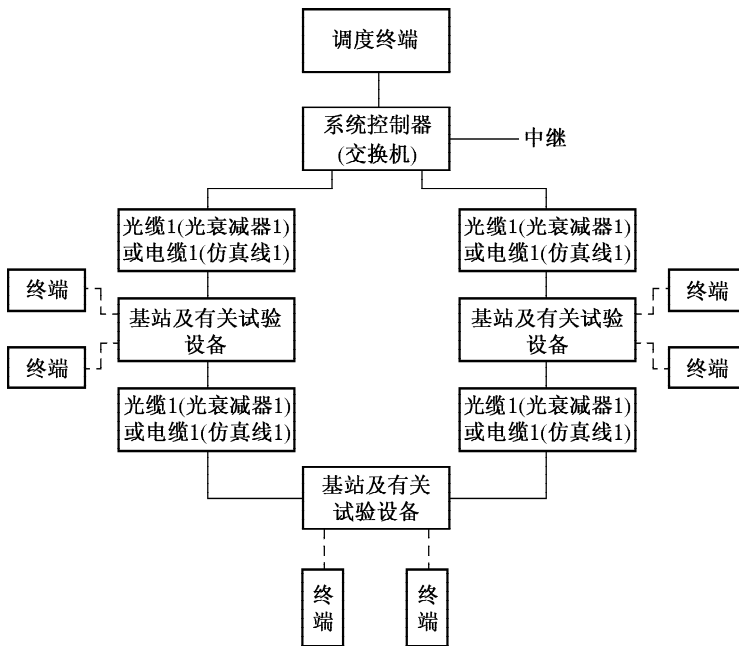 调度终端
系统控制器
(交换机)
中继
光缆1(光衰减器1)
或电缆1(仿真线1)
光缆1(光衰减器1)
或电缆1(仿真线1)
终端
终端
基站及有关试验
设备
基站及有关试验
设备
终端
终端
光缆1(光衰减器1)
或电缆1(仿真线1)
光缆1(光衰减器1)
或电缆1(仿真线1)
基站及有关
试验设备
终端
终端